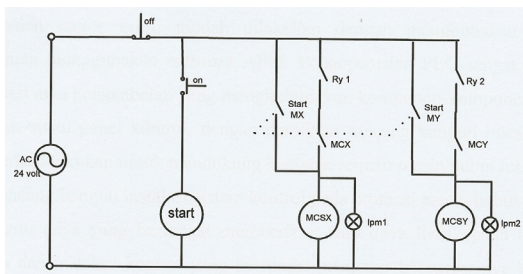 off
on
Ry 1
Ry 2
Start
MX
Start
MY
MCX
MCY
AC
24 volt
start
MCSX
lpm1
MCSY
lpm2